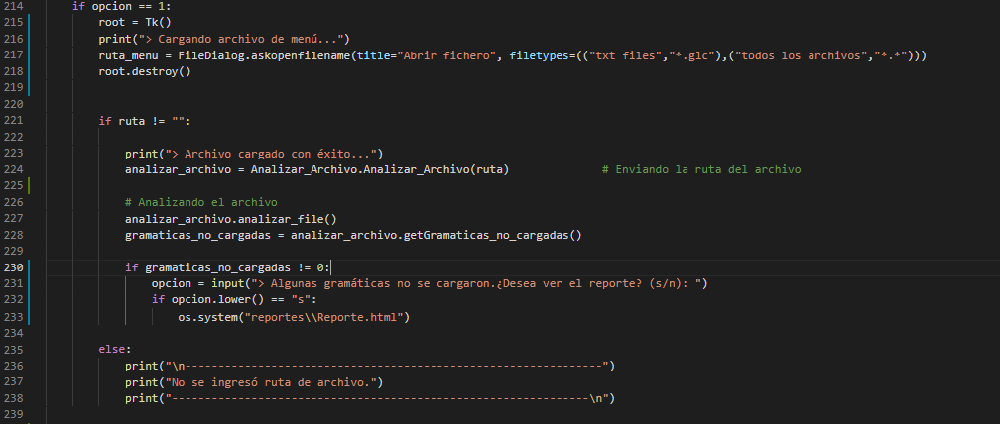 214 if opcion == 1:
215 root = Tk()
216 print("> Cargando archivo de menú...")
217 ruta_menu = FileDialog.askopenfilename(title="Abrir fichero", filetypes=(("txt files","*.glc"),("todos los archivos","*.*")))
218 root.destroy()
219
220
221 if ruta != "":
222
223 print("> Archivo cargado con éxito...")
224 analizar_archivo = Analizar_Archivo.Analizar_Archivo(ruta) # Enviando la ruta del archivo
225
226 # Analizando el archivo
227 analizar_archivo.analizar_file()
228 gramaticas_no_cargadas = analizar_archivo.getGramaticas_no_cargadas()
229
230 if gramaticas_no_cargadas != 0:
231 opcion = input("> Algunas gramáticas no se cargaron.¿Desea ver el reporte? (s/n): ")
232 if opcion.lower() == "s":
233 os.system("reportes\\Reporte.html")
234
235 else:
236 print("\n---------------------------------------------------------------")
237 print("No se ingresó ruta de archivo.")
238 print("---------------------------------------------------------------\n")
239